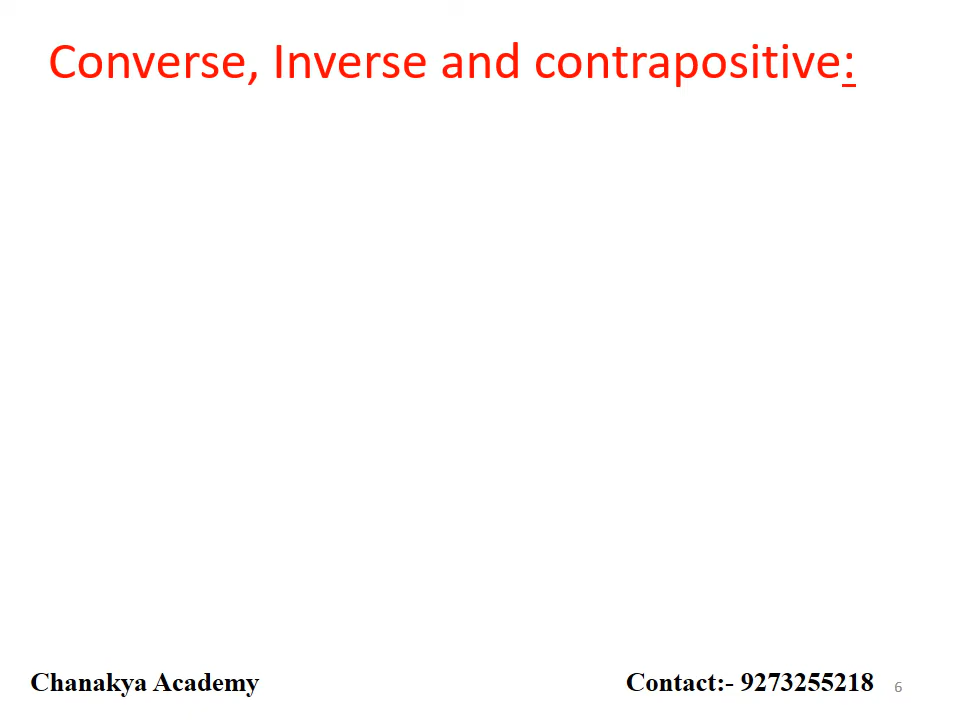 Converse, Inverse and contrapositive:
Chanakya Academy Contact:- 9273255218 6